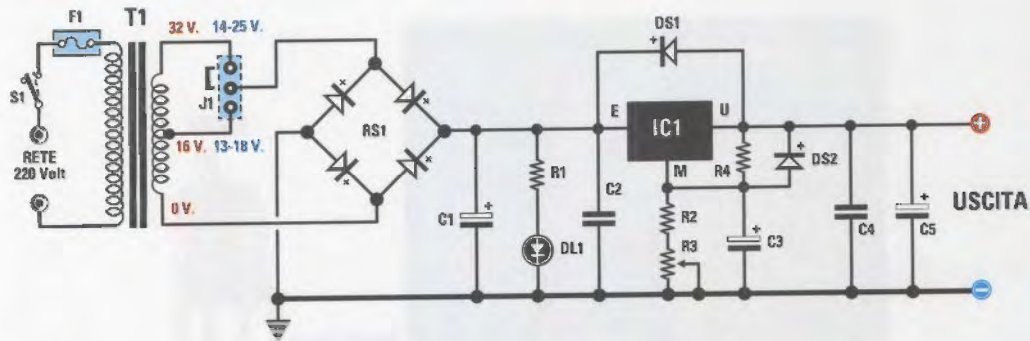 F1
T1
32 V.
14-25 V.
S1
J1
RETE
220 Volt
16 V.
13-18 V.
0 V.
RS1
C1
+
R1
DL1
C2
DS1
+
E
IC1
U
M
R2
R3
R4
DS2
+
C3
+
C4
C5
+
+
USCITA
−